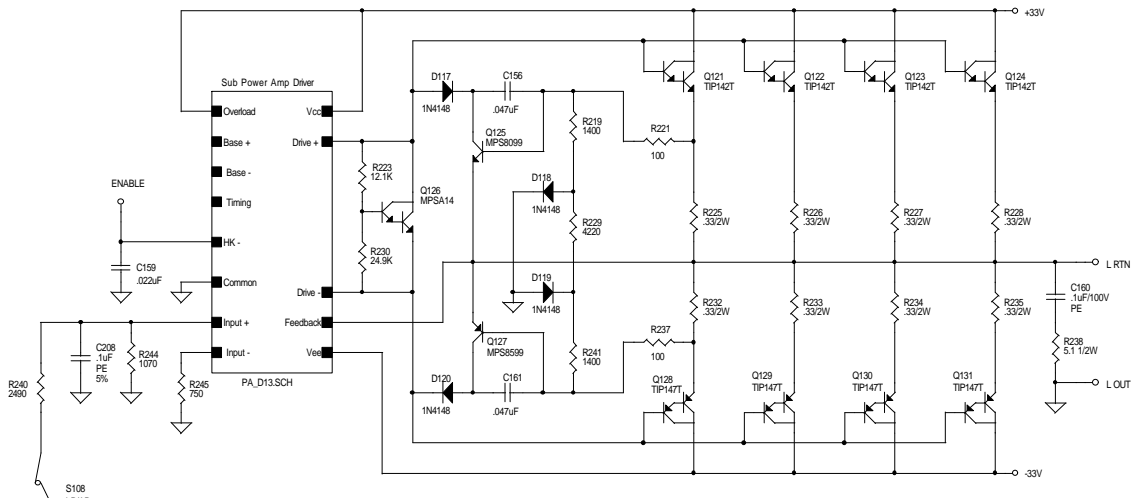 +33V
Sub Power Amp Driver
Overload
Base +
Base -
Timing
HK -
Common
Input +
Input -
Vcc
Drive +
Drive -
Feedback
Vee
PA_D13.SCH
ENABLE
C159
.022uF
C208
.1uF
PE
5%
R244
1070
R245
750
R240
2490
S108
R223
12.1K
R230
24.9K
Q126
MPSA14
D117
1N4148
C156
.047uF
Q125
MPS8099
D118
1N4148
R219
1400
R229
4220
D119
1N4148
Q127
MPS8599
R241
1400
D120
1N4148
C161
.047uF
R221
100
R237
100
Q121
TIP142T
Q122
TIP142T
Q123
TIP142T
Q124
TIP142T
R225
.33/2W
R226
.33/2W
R227
.33/2W
R228
.33/2W
R232
.33/2W
R233
.33/2W
R234
.33/2W
R235
.33/2W
Q128
TIP147T
Q129
TIP147T
Q130
TIP147T
Q131
TIP147T
L RTN
C160
.1uF/100V
PE
R238
5.1 1/2W
L OUT
-33V